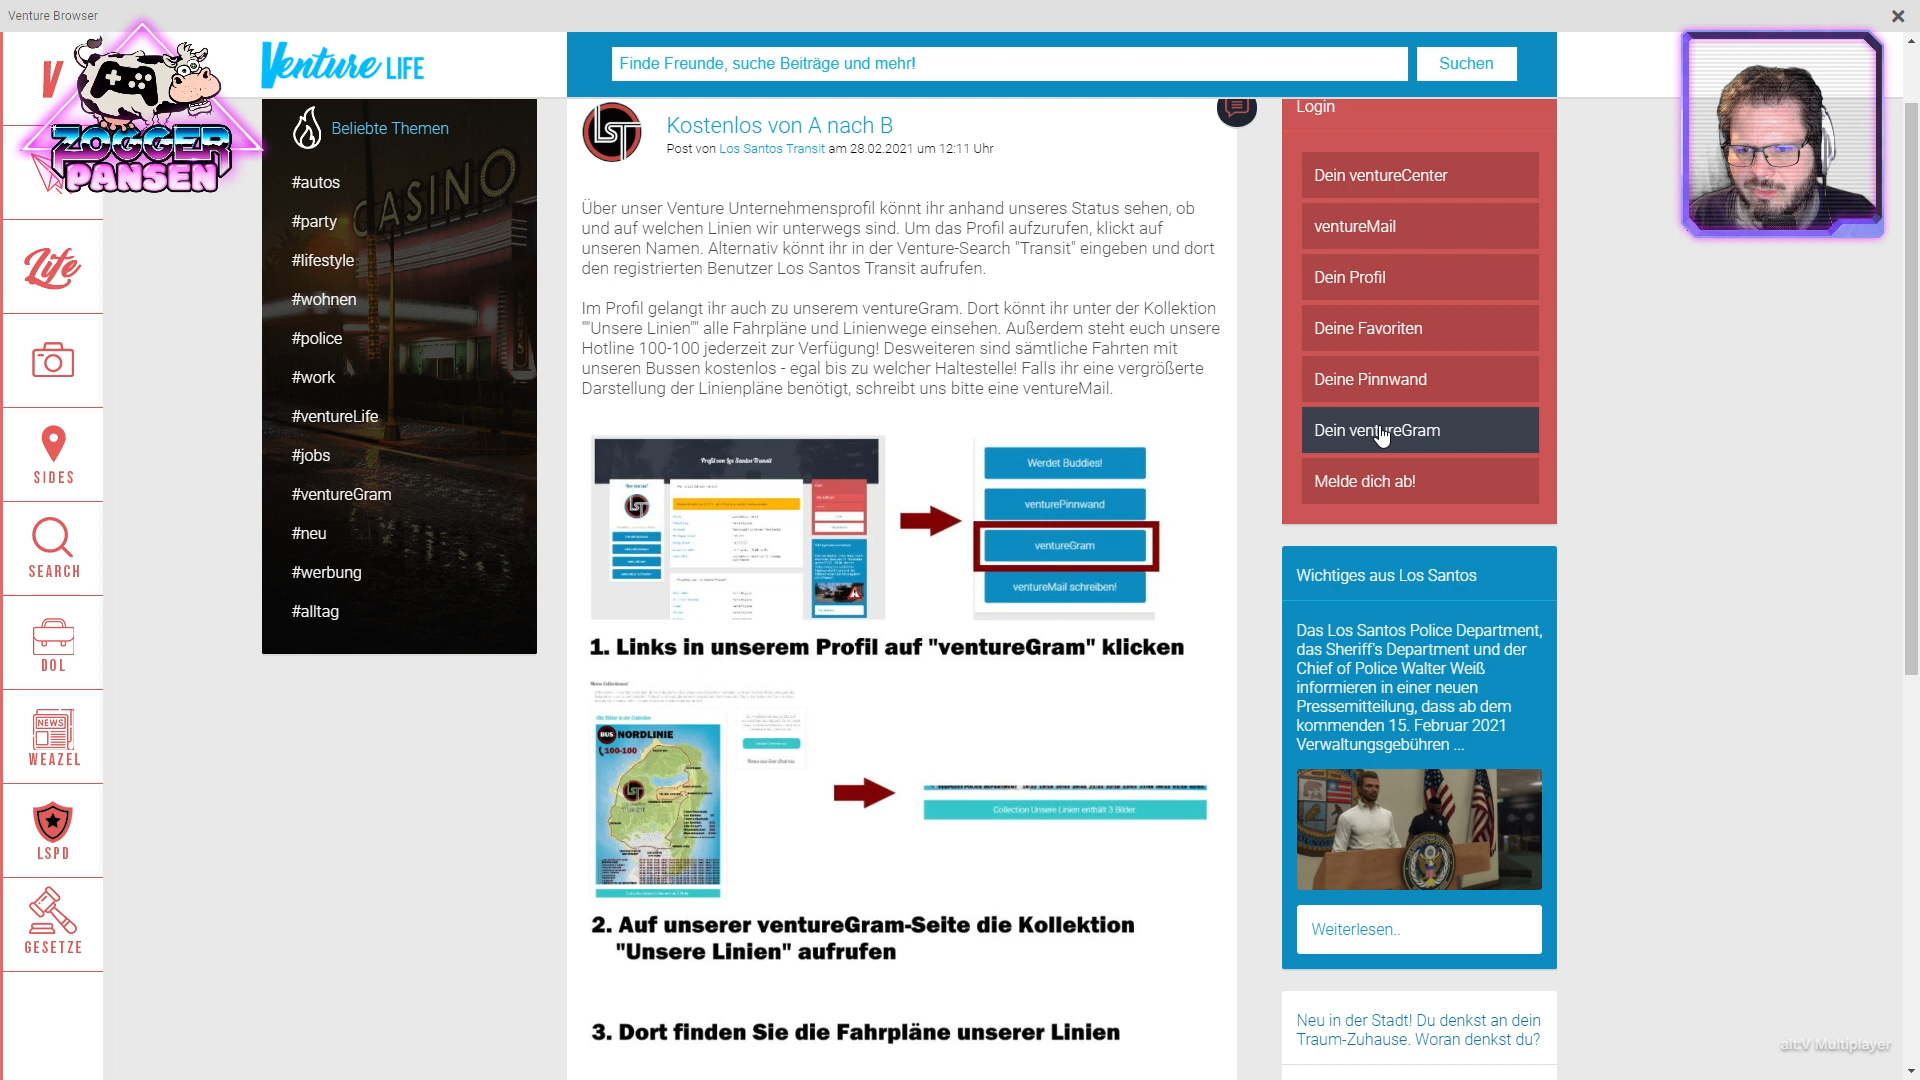 Venture Browser
ZOGGER
PANSEN
Venture LIFE
Finde Freunde, suche Beiträge und mehr!
Suchen
Life
SIDES
SEARCH
DOL
NEWS
WEAZEL
LSPD
GESETZE
Beliebte Themen
CASINO
#autos
#party
#lifestyle
#wohnen
#police
#work
#ventureLife
#jobs
#ventureGram
#neu
#werbung
#alltag
LST
Kostenlos von A nach B
Post von Los Santos Transit am 28.02.2021 um 12:11 Uhr
Über unser Venture Unternehmensprofil könnt ihr anhand unseres Status sehen, ob
und auf welchen Linien wir unterwegs sind. Um das Profil aufzurufen, klickt auf
unseren Namen. Alternativ könnt ihr in der Venture-Search "Transit" eingeben und dort
den registrierten Benutzer Los Santos Transit aufrufen.
Im Profil gelangt ihr auch zu unserem ventureGram. Dort könnt ihr unter der Kollektion
""Unsere Linien"" alle Fahrpläne und Linienwege einsehen. Außerdem steht euch unsere
Hotline 100-100 jederzeit zur Verfügung! Desweiteren sind sämtliche Fahrten mit
unseren Bussen kostenlos - egal bis zu welcher Haltestelle! Falls ihr eine vergrößerte
Darstellung der Linienpläne benötigt, schreibt uns bitte eine ventureMail.
Profil von Los Santos Transit
Werdet Buddies!
venturePinnwand
ventureGram
ventureMail schreiben!
1. Links in unserem Profil auf "ventureGram" klicken
BUS NORDLINIE
100-100
LST
Collection Unsere Linien enthält 3 Bilder.
2. Auf unserer ventureGram-Seite die Kollektion
"Unsere Linien" aufrufen
3. Dort finden Sie die Fahrpläne unserer Linien
Login
Dein ventureCenter
ventureMail
Dein Profil
Deine Favoriten
Deine Pinnwand
Dein ventureGram
Melde dich ab!
Wichtiges aus Los Santos
Das Los Santos Police Department,
das Sheriff's Department und der
Chief of Police Walter Weiß
informieren in einer neuen
Pressemitteilung, dass ab dem
kommenden 15. Februar 2021
Verwaltungsgebühren ...
Weiterlesen..
Neu in der Stadt! Du denkst an dein
Traum-Zuhause. Woran denkst du?
alt:V Multiplayer